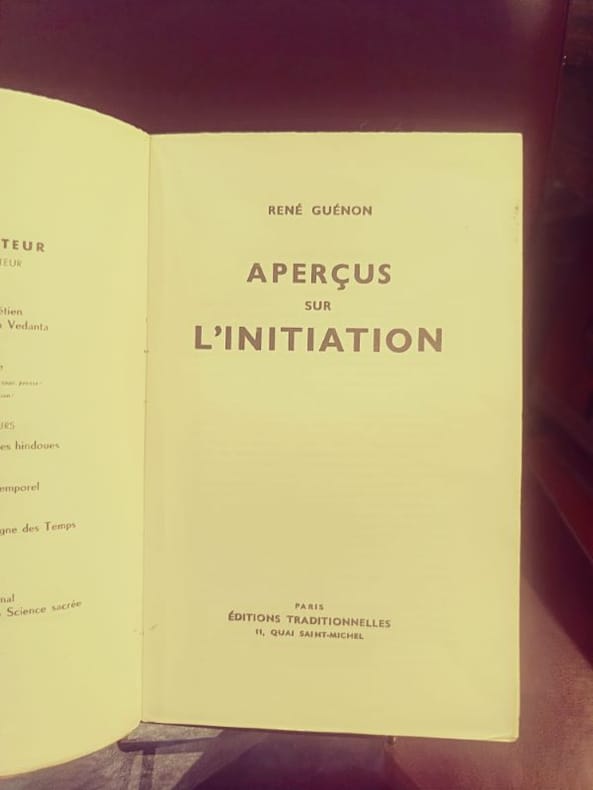 TEUR
TEUR
étien
Vedanta
URS
es hindoues
emporel
gne des Temps
nal
Science sacrée
RENÉ GUÉNON
APERÇUS
SUR
L'INITIATION
PARIS
ÉDITIONS TRADITIONNELLES
11, QUAI SAINT-MICHEL